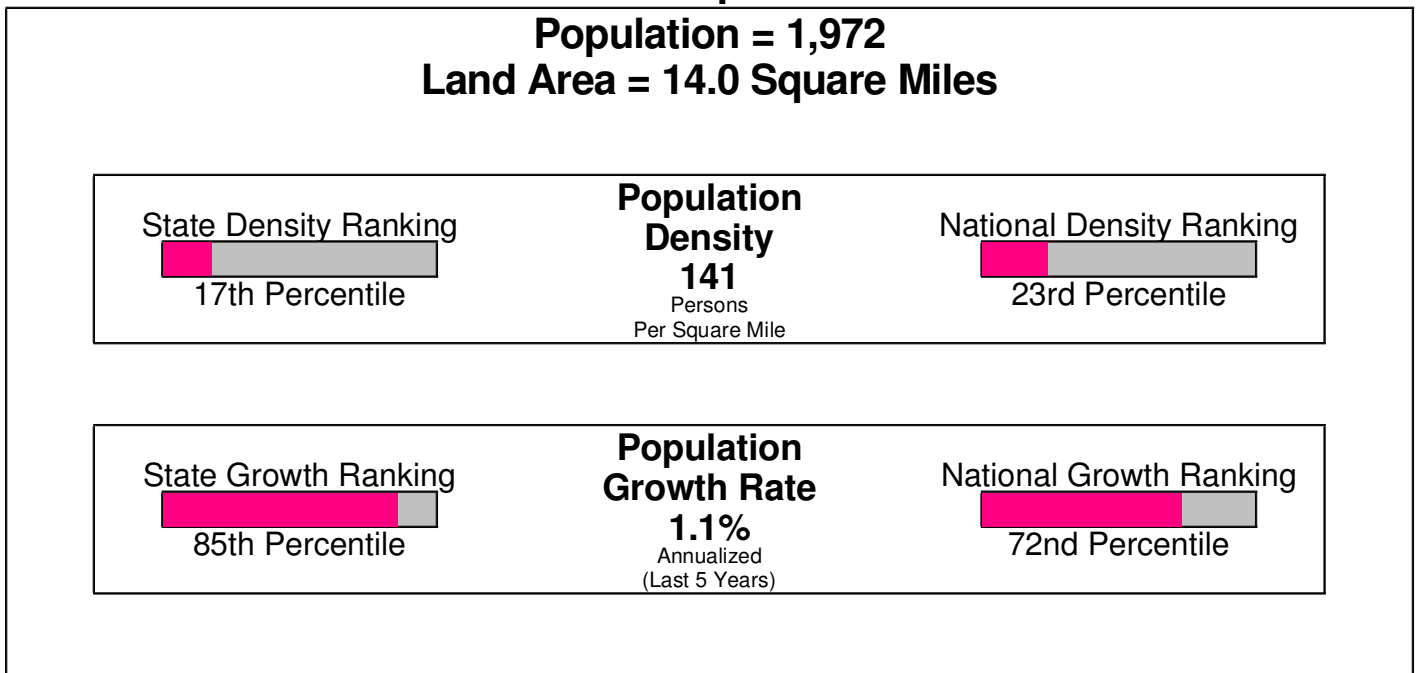 Population = 1,972
Land Area = 14.0 Square Miles
State Density Ranking
17th Percentile
Population
Density
141
Persons
Per Square Mile
National Density Ranking
23rd Percentile
State Growth Ranking
85th Percentile
Population
Growth Rate
1.1%
Annualized
(Last 5 Years)
National Growth Ranking
72nd Percentile